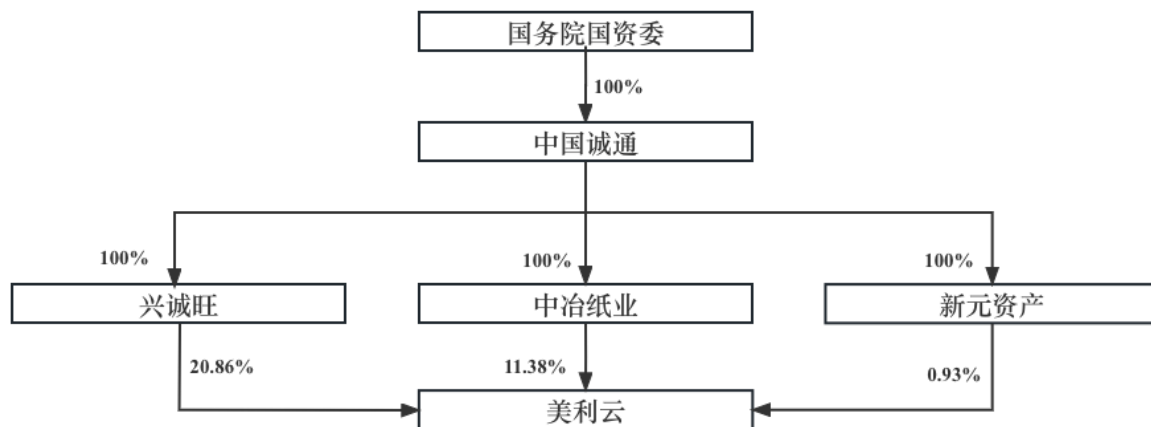 国务院国资委
100%
中国诚通
100%
100%
100%
兴诚旺
中冶纸业
新元资产
20.86%
11.38%
0.93%
美利云